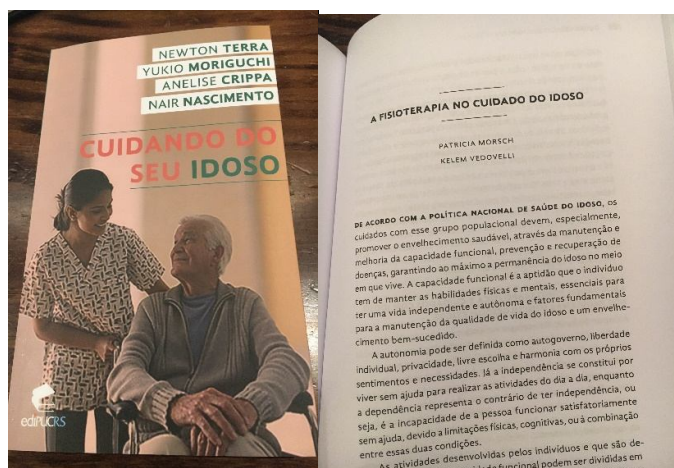 NEWTON TERRA
YUKIO MORIGUCHI
ANELISE CRIPPA
NAIR NASCIMENTO
CUIDANDO DO
SEU IDOSO
ediPUCRS
A FISIOTERAPIA NO CUIDADO DO IDOSO
PATRICIA MORSCH
KELEM VEDOVELLI
DE ACORDO COM A POLÍTICA NACIONAL DE SAÚDE DO IDOSO, os
cuidados com esse grupo populacional devem, especialmente,
promover o envelhecimento saudável, através da manutenção e
melhoria da capacidade funcional, prevenção e recuperação de
doenças, garantindo ao máximo a permanência do idoso no meio
em que vive. A capacidade funcional é a aptidão que o indivíduo
tem de manter as habilidades físicas e mentais, essenciais para
ter uma vida independente e autônoma e fatores fundamentais
para a manutenção da qualidade de vida do idoso e um envelhe-
cimento bem-sucedido.
A autonomia pode ser definida como autogoverno, liberdade
individual, privacidade, livre escolha e harmonia com os próprios
sentimentos e necessidades. Já a independência se constitui por
viver sem ajuda para realizar as atividades do dia a dia, enquanto
a dependência representa o contrário de ter independência, ou
seja, é a incapacidade de a pessoa funcionar satisfatoriamente
sem ajuda, devido a limitações físicas, cognitivas, ou à combinação
entre essas duas condições.
As atividades desenvolvidas pelos indivíduos e que são de-
funcional podem ser divididas em